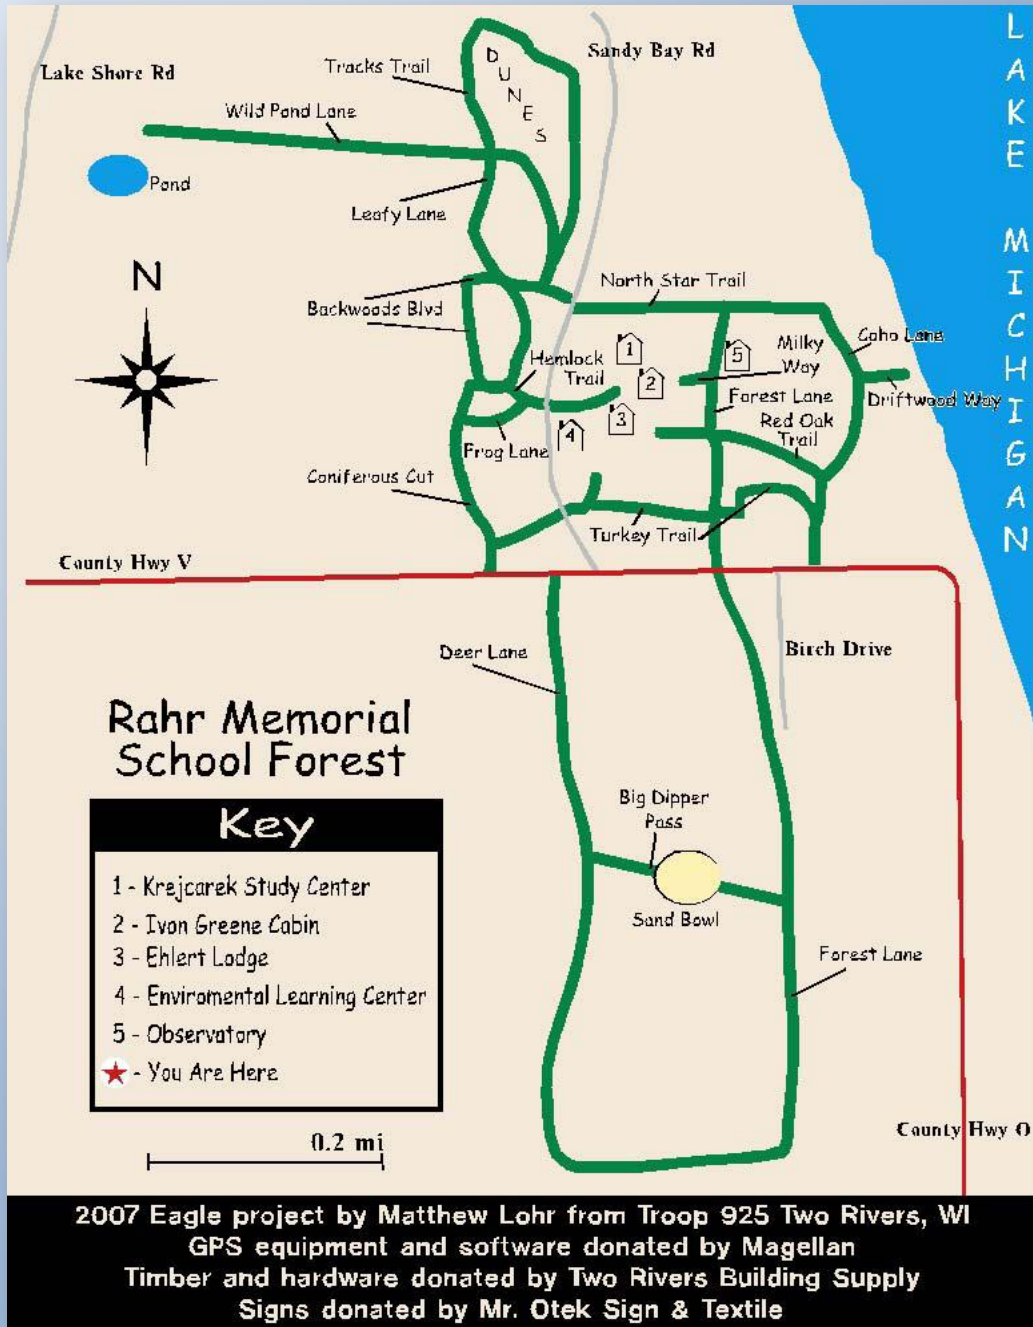 LAKE MICHIGAN
Sandy Bay Rd
DUNES
Tracks Trail
Lake Shore Rd
Wild Pond Lane
Pond
Leafy Lane
N
North Star Trail
Backwoods Blvd
Coho Lane
1
5
Milky
Way
Hemlock
Trail
2
Driftwood Way
Forest Lane
3
Red Oak
Trail
4
Frog Lane
Coniferous Cut
Turkey Trail
County Hwy V
Deer Lane
Birch Drive
Rahr Memorial
School Forest
Big Dipper
Pass
Key
1 - Krejcarek Study Center
2 - Ivan Greene Cabin
3 - Ehlert Lodge
4 - Enviromental Learning Center
5 - Observatory
- You Are Here
Sand Bowl
Forest Lane
County Hwy O
0.2 mi
2007 Eagle project by Matthew Lohr from Troop 925 Two Rivers, WI
GPS equipment and software donated by Magellan
Timber and hardware donated by Two Rivers Building Supply
Signs donated by Mr. Otek Sign & Textile